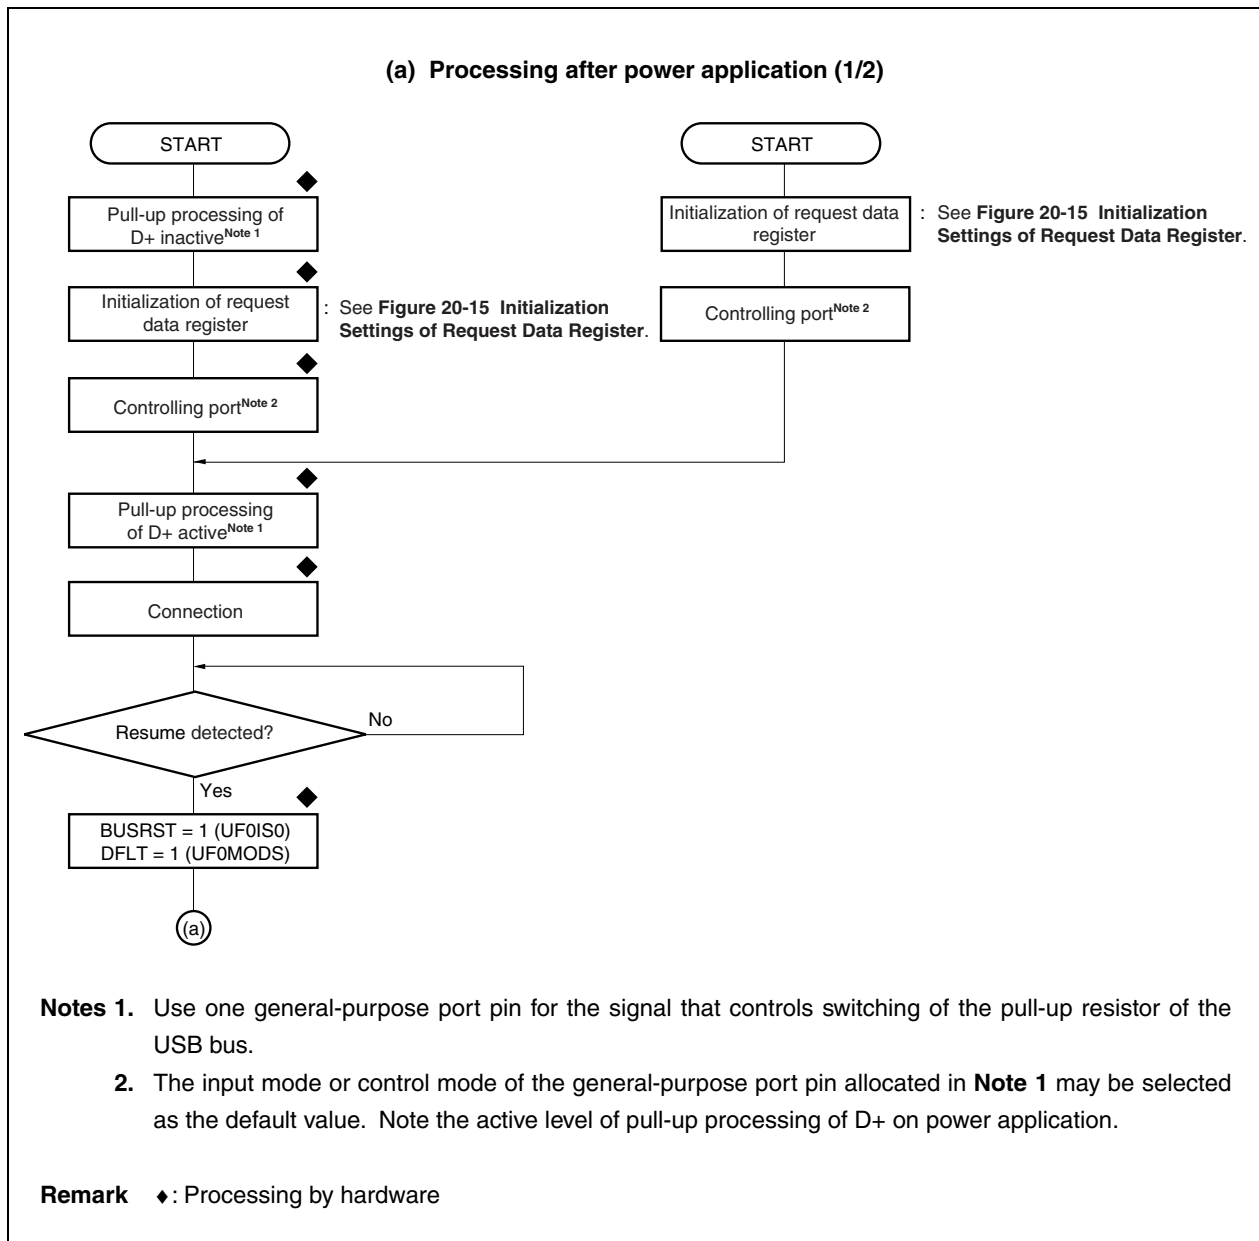 (a) Processing after power application (1/2)
START
Pull-up processing of
D+ inactiveNote 1
Initialization of request
data register
: See Figure 20-15 Initialization
Settings of Request Data Register.
Controlling portNote 2
START
Initialization of request data
register
: See Figure 20-15 Initialization
Settings of Request Data Register.
Controlling portNote 2
Pull-up processing
of D+ activeNote 1
Connection
Resume detected?
No
Yes
BUSRST = 1 (UF0IS0)
DFLT = 1 (UF0MODS)
(a)
Notes 1. Use one general-purpose port pin for the signal that controls switching of the pull-up resistor of the
USB bus.
2. The input mode or control mode of the general-purpose port pin allocated in Note 1 may be selected
as the default value. Note the active level of pull-up processing of D+ on power application.
Remark ♦: Processing by hardware